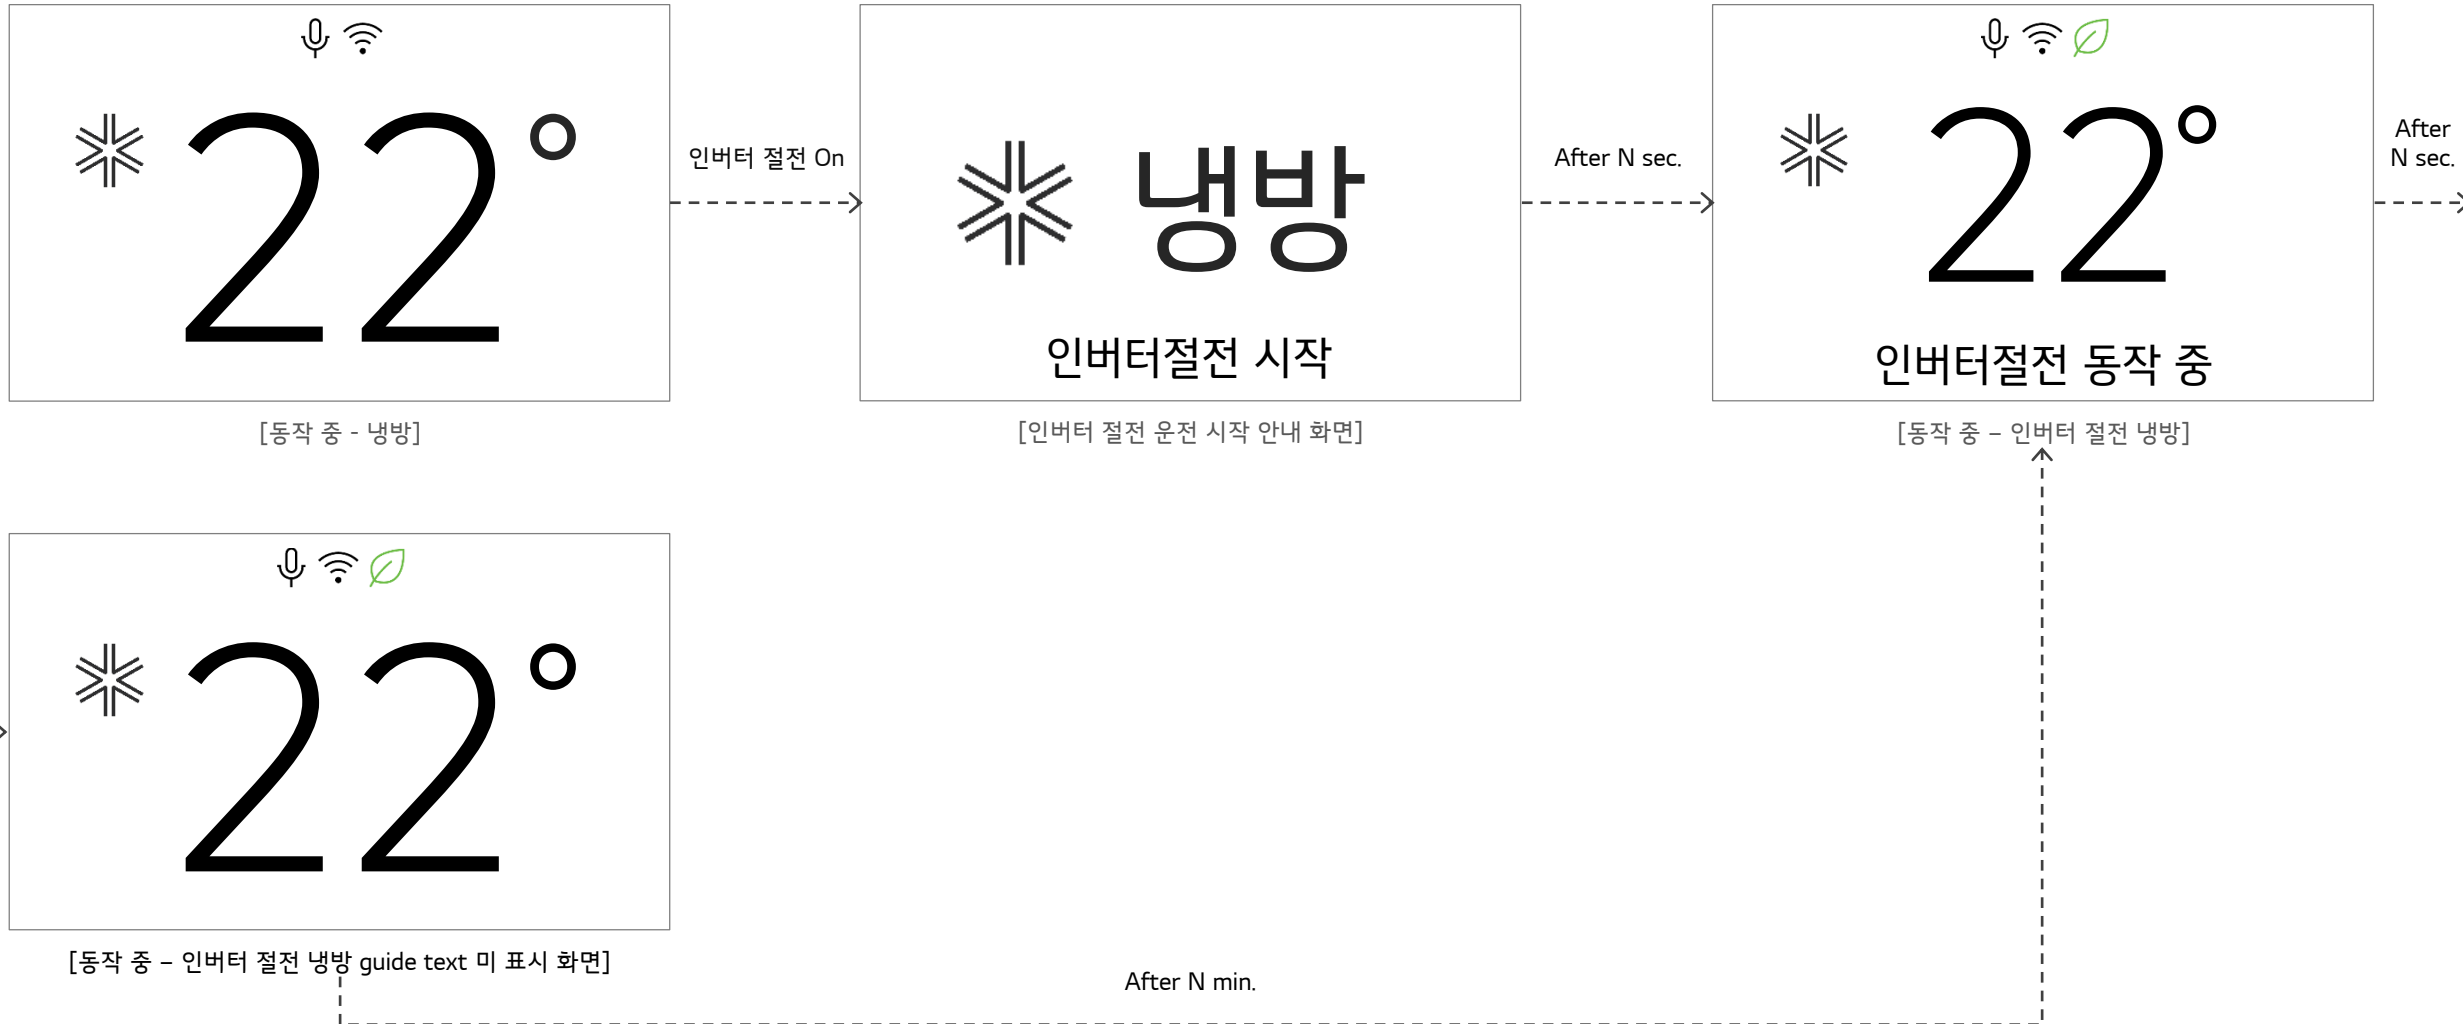 22°
[동작 중 - 냉방]
인버터 절전 On
냉방
인버터절전 시작
[인버터 절전 운전 시작 안내 화면]
After N sec.
22°
인버터절전 동작 중
[동작 중 – 인버터 절전 냉방]
After
N sec.
22°
[동작 중 – 인버터 절전 냉방 guide text 미 표시 화면]
After N min.